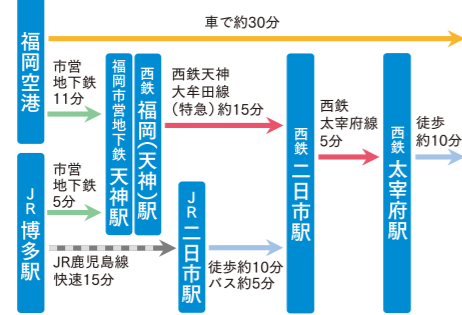 車で約30分
福岡空港
市営
地下鉄
11分
福岡市営地下鉄 天神駅
西鉄 福岡(天神)駅
西鉄天神
大牟田線
(特急)約15分
西鉄 二日市駅
西鉄
太宰府線
5分
西鉄 太宰府駅
徒歩
約10分
JR 博多駅
市営
地下鉄
5分
JR鹿児島線
快速15分
JR 二日市駅
徒歩約10分
バス約5分